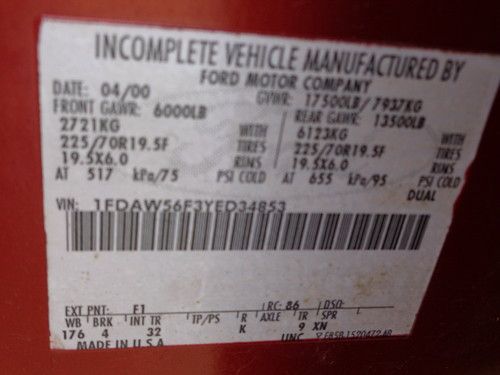 INCOMPLETE VEHICLE MANUFACTURED BY
FORD MOTOR COMPANY
DATE: 04/00 GVWR: 17500LB/ 7937KG
FRONT GAWR: 6000LB REAR GAWR: 13500LB
2721KG WITH 6123KG WITH
225/70R19.5F TIRES 225/70R19.5F TIRES
19.5X6.0 RIMS 19.5X6.0 RIMS
AT 517 kPa/75 PSI COLD AT 655 kPa/95 PSI COLD
DUAL
VIN: 1FDAW56F3YED34853
EXT PNT: F1 RC: 86 DSO:
WB BRK INT TR TP/PS R AXLE TR SPR
176 4 32 K 9 XN
MADE IN U.S.A UNC